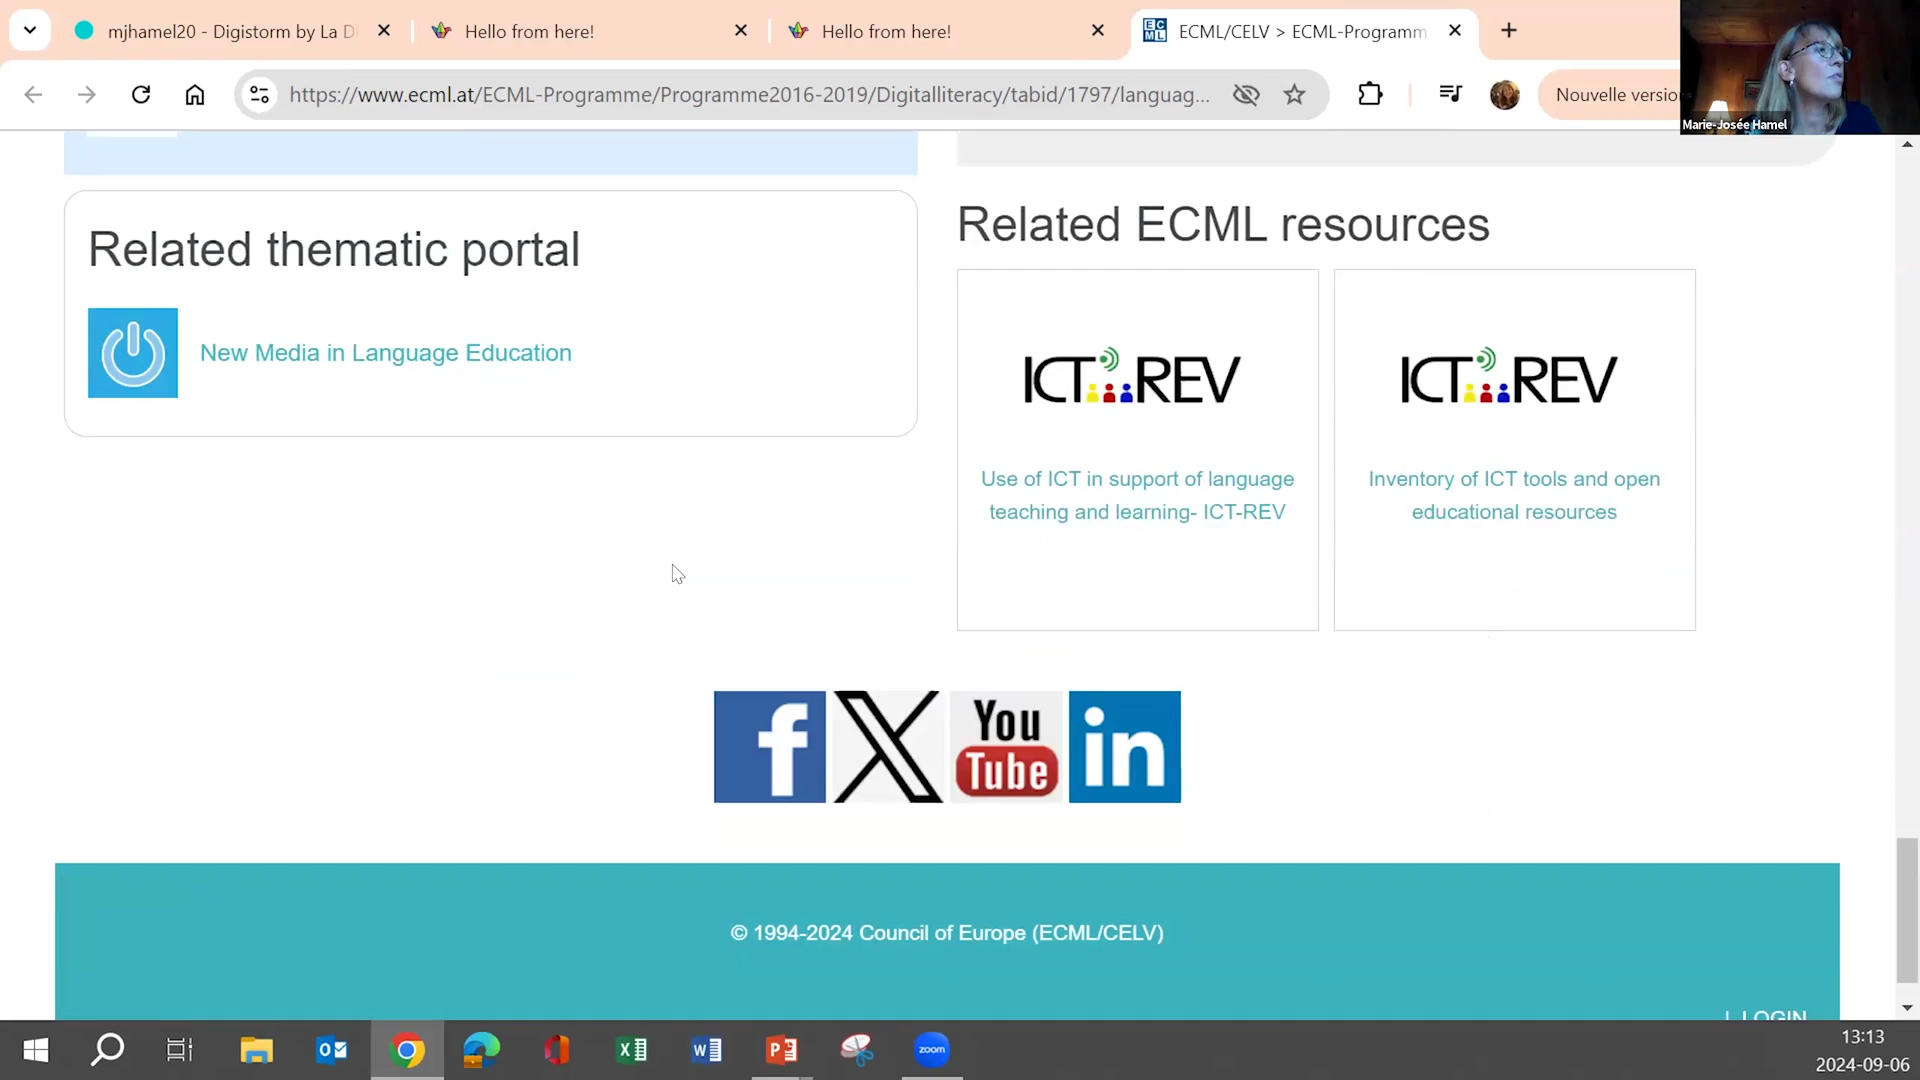 mjhamel20 - Digistorm by La D
Hello from here!
Hello from here!
EC
ML
ECML/CELV > ECML-Programm
https://www.ecml.at/ECML-Programme/Programme2016-2019/Digitalliteracy/tabid/1797/languag...
Nouvelle versio
Marie-Josée Hamel
Related thematic portal
New Media in Language Education
Related ECML resources
ICT REV
Use of ICT in support of language
teaching and learning- ICT-REV
ICT REV
Inventory of ICT tools and open
educational resources
f
X
You
Tube
in
© 1994-2024 Council of Europe (ECML/CELV)
| LOGIN
zoom
13:13
2024-09-06